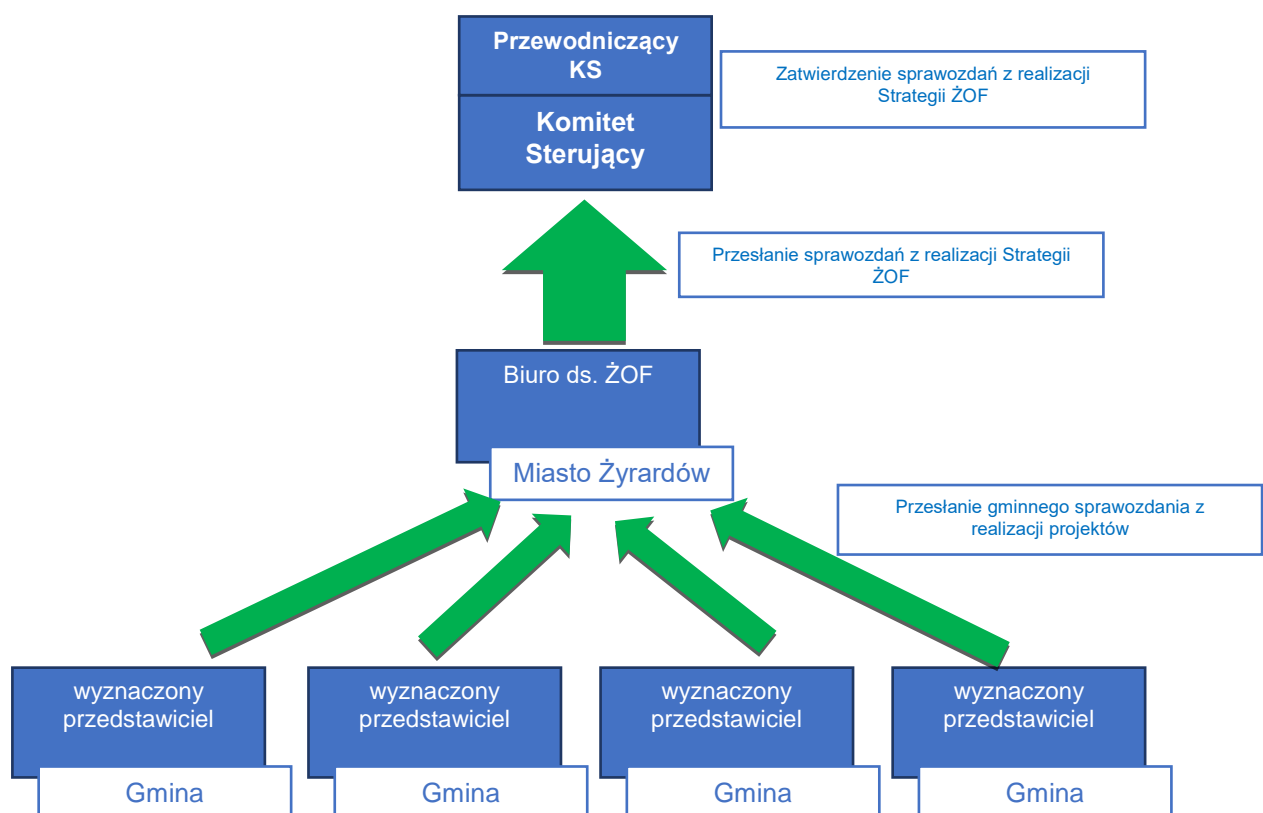 Przewodniczący
KS
Zatwierdzenie sprawozdań z realizacji
Strategii ŻOF
Komitet
Sterujący
Przesłanie sprawozdań z realizacji Strategii
ŻOF
Biuro ds. ŻOF
Miasto Żyrardów
Przesłanie gminnego sprawozdania z
realizacji projektów
wyznaczony
przedstawiciel
Gmina
wyznaczony
przedstawiciel
Gmina
wyznaczony
przedstawiciel
Gmina
wyznaczony
przedstawiciel
Gmina